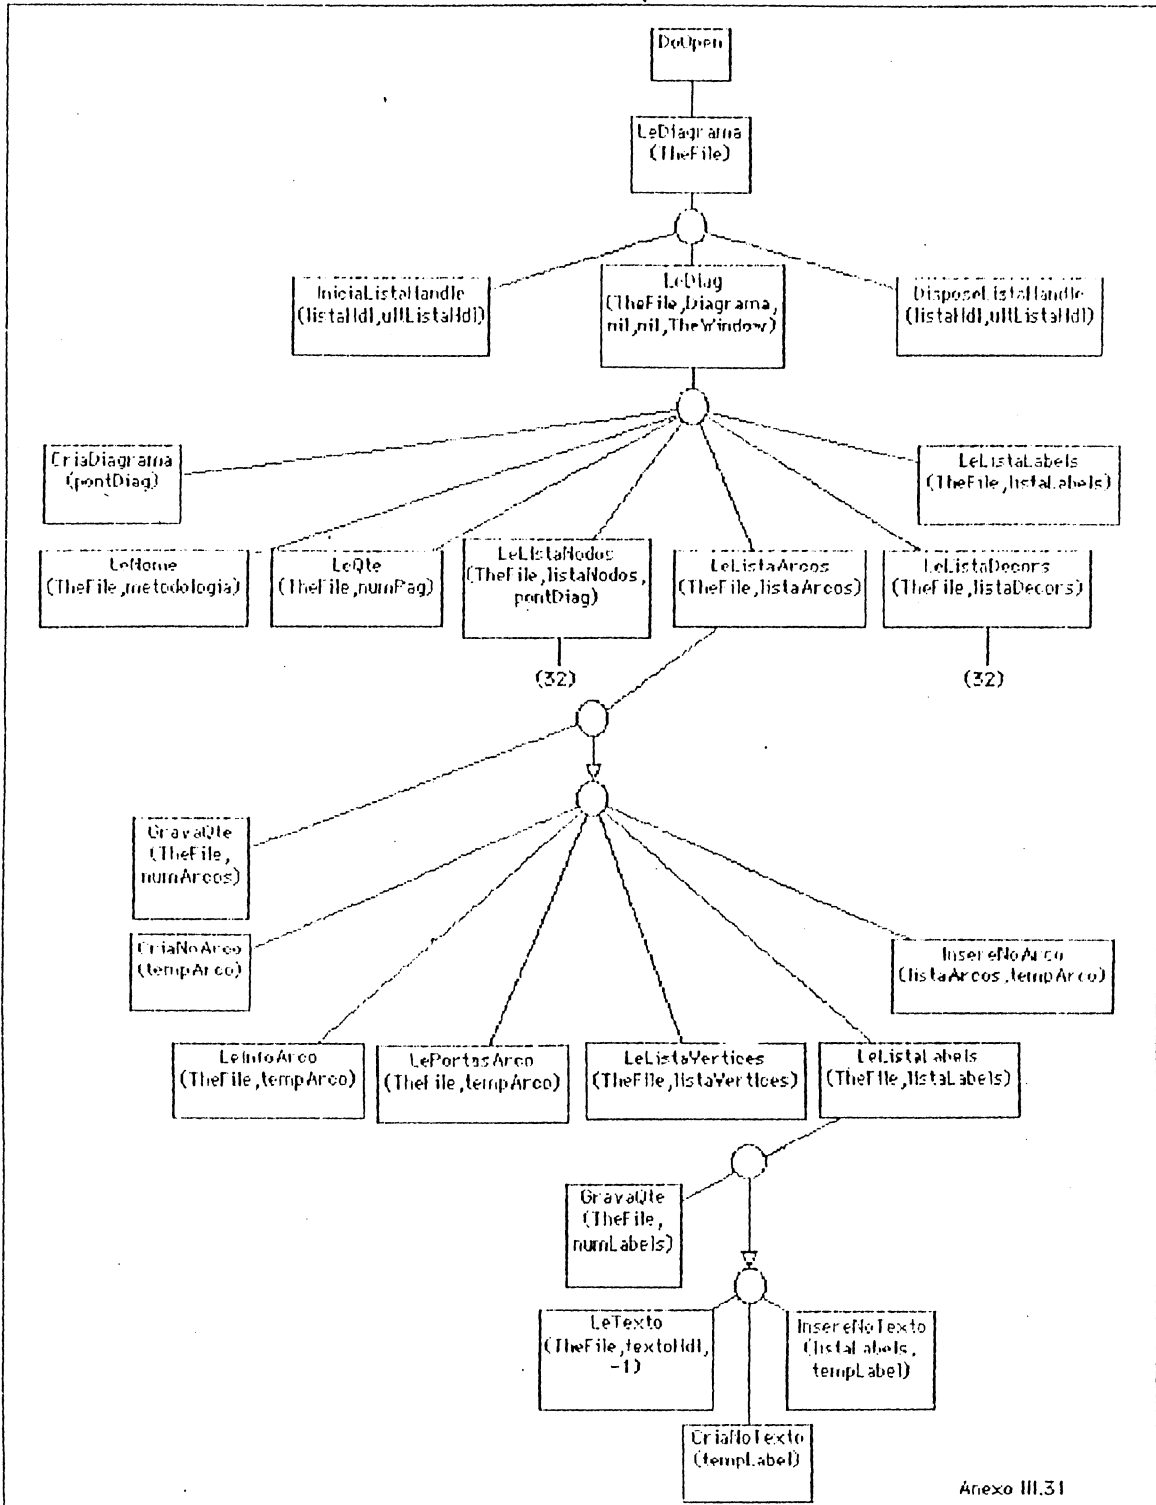 DoOpen
LeDiagrama
(TheFile)
IniciaListaHandle
(listaHdl,ultListaHdl)
LeDiag
(TheFile,Diagrama,
nil,nil,TheWindow)
DisposeListaHandle
(listaHdl,ultListaHdl)
CriaDiagrama
(pontDiag)
LeListaLabels
(TheFile,listaLabels)
LeNome
(TheFile,metodologia)
LeQte
(TheFile,numPag)
LeListaNodos
(TheFile,listaNodos,
pontDiag)
LeListaArcos
(TheFile,listaArcos)
LeListaDecors
(TheFile,listaDecors)
(32)
(32)
GravaQte
(TheFile,
numArcos)
CriaNoArco
(tempArco)
InsereNoArco
(listaArcos,tempArco)
LeInfoArco
(TheFile,tempArco)
LePortasArco
(TheFile,tempArco)
LeListaVertices
(TheFile,listaVertices)
LeListaLabels
(TheFile,listaLabels)
GravaQte
(TheFile,
numLabels)
LeTexto
(TheFile,textoHdl,
-1)
InsereNoTexto
(listaLabels,
tempLabel)
CriaNoTexto
(tempLabel)
Anexo III.31